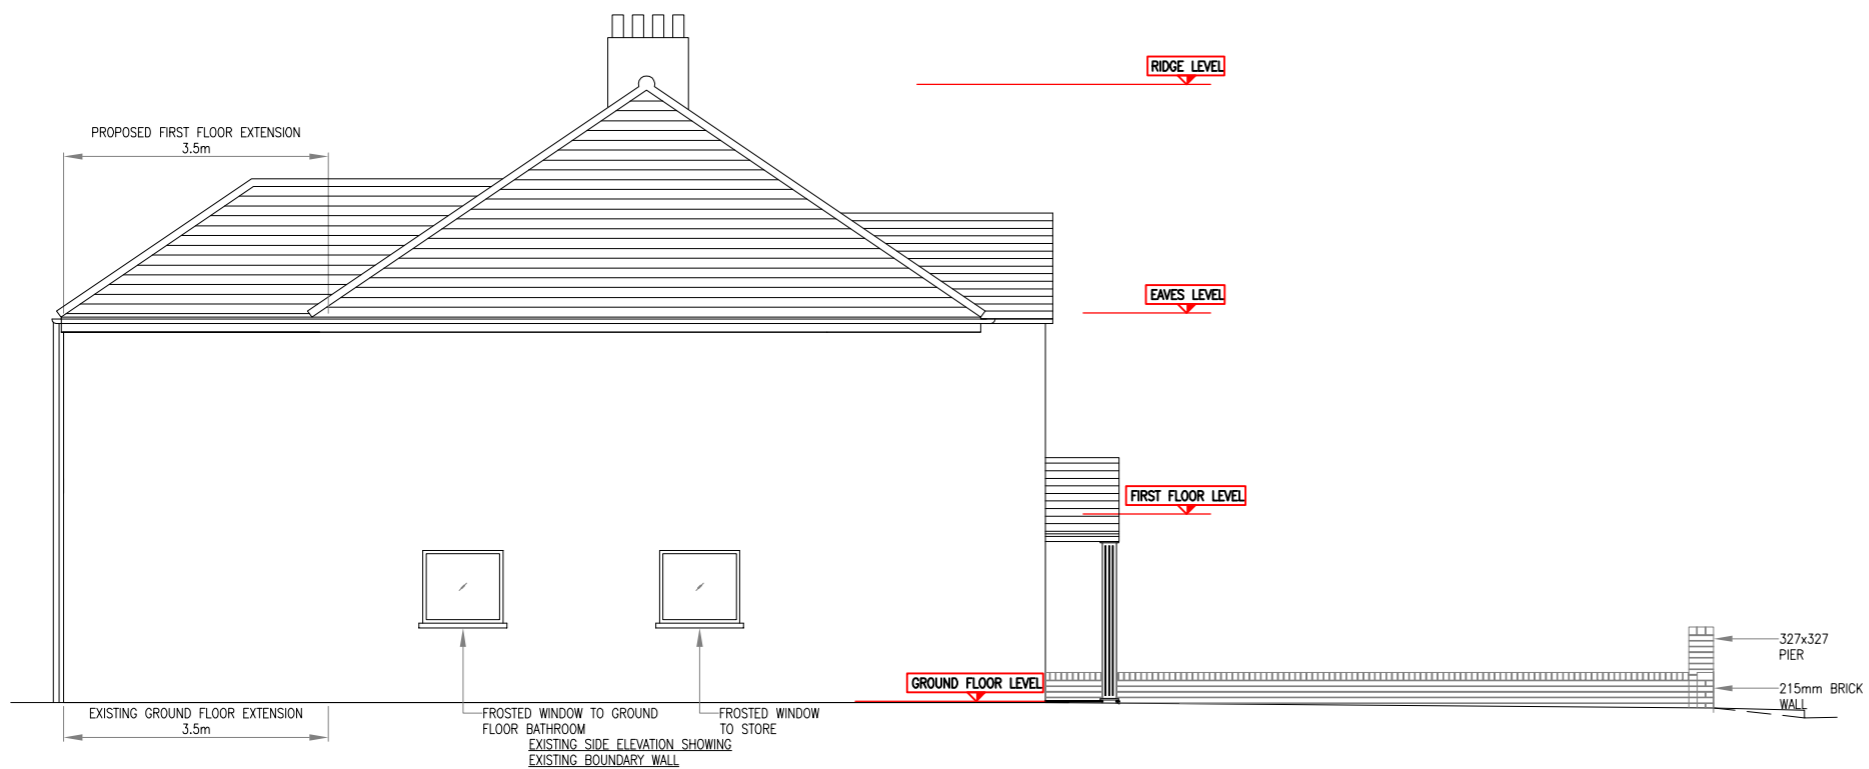 RIDGE LEVEL
PROPOSED FIRST FLOOR EXTENSION
3.5m
EAVES LEVEL
FIRST FLOOR LEVEL
327x327
PIER
GROUND FLOOR LEVEL
215mm BRICK
WALL
EXISTING GROUND FLOOR EXTENSION
3.5m
FROSTED WINDOW TO GROUND
FLOOR BATHROOM
FROSTED WINDOW
TO STORE
EXISTING SIDE ELEVATION SHOWING
EXISTING BOUNDARY WALL